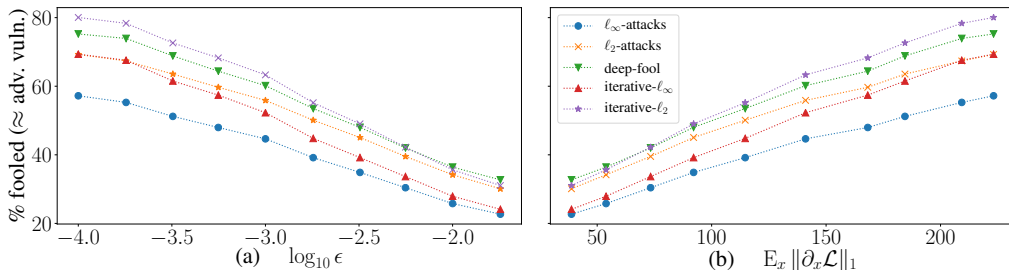 % fooled (≈ adv. vuln.)
80
60
40
20
−4.0 −3.5 −3.0 −2.5 −2.0
(a) log₁₀ ϵ
ℓ∞-attacks
ℓ₂-attacks
deep-fool
iterative-ℓ∞
iterative-ℓ₂
50 100 150 200
(b) Eₓ ‖∂ₓℒ‖₁